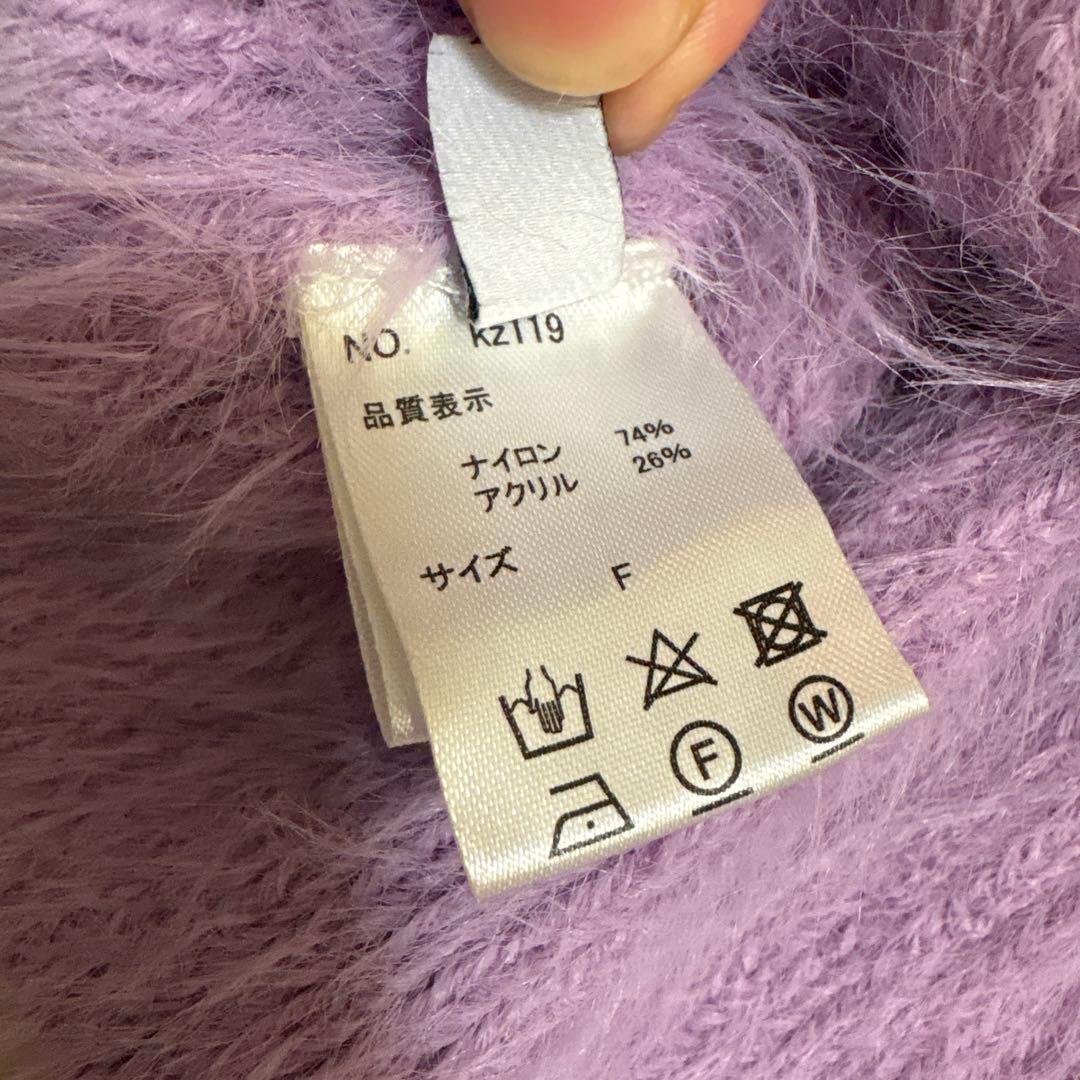 NO. kz119
品質表示
ナイロン 74%
アクリル 26%
サイズ F
F W